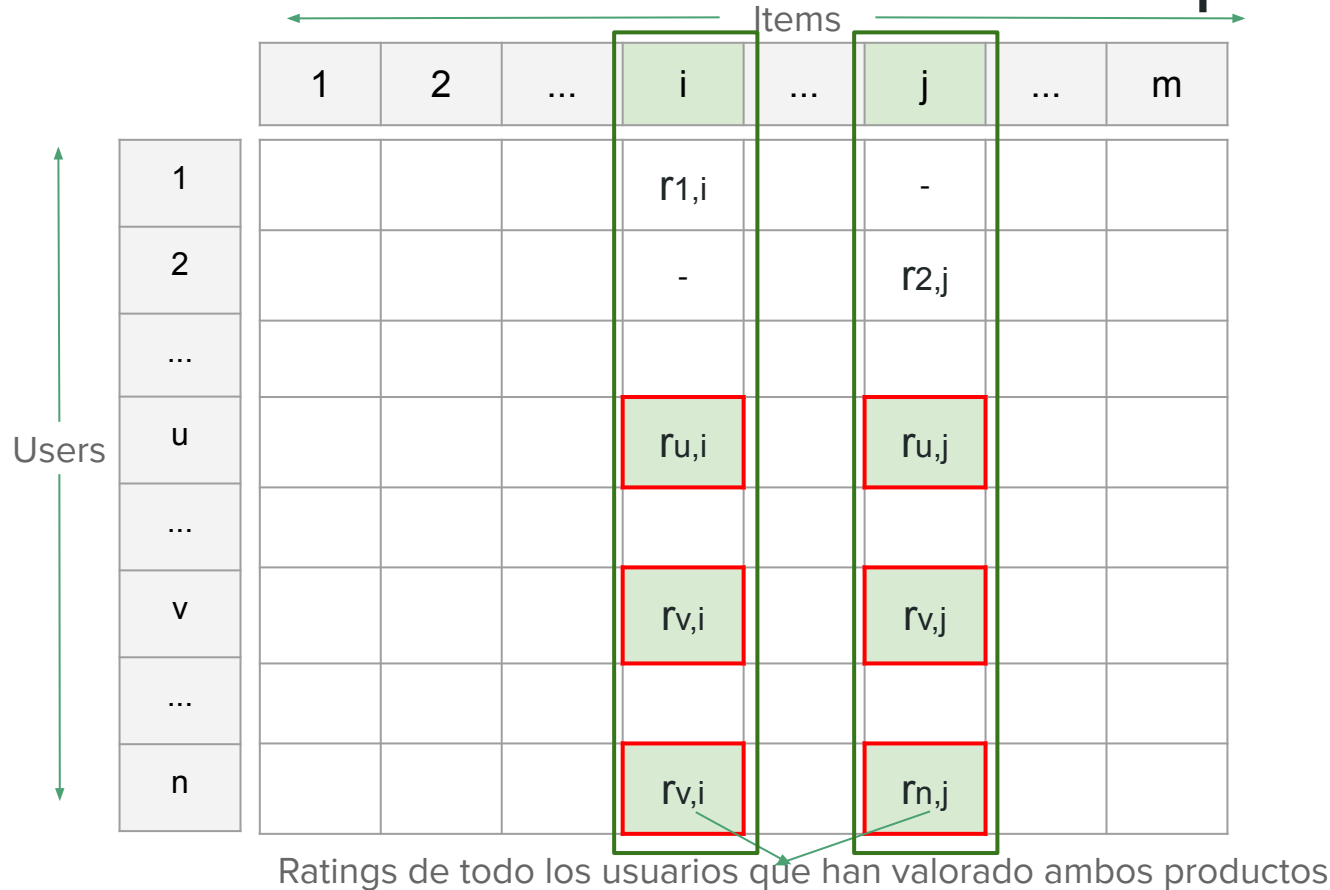 Items
1 2 ... i ... j ... m
1 r1,i -
2 - r2,j
...
u ru,i ru,j
Users
...
v rv,i rv,j
...
n rv,i rn,j
Ratings de todo los usuarios que han valorado ambos productos